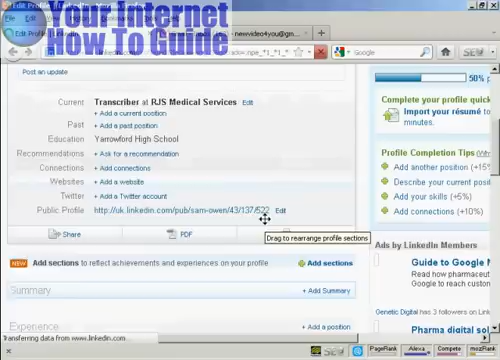 Your Internet
How To Guide
Edit Profile | LinkedIn
newvideo4you@gm...
Google
Post an update
Current Transcriber at RJS Medical Services Edit
+ Add a current position
Past + Add a past position
Education Yarrowford High School
Recommendations + Ask for a recommendation
Connections + Add connections
Websites + Add a website
Twitter + Add a Twitter account
Public Profile http://uk.linkedin.com/pub/sam-owen/43/137/522 Edit
Share PDF
Drag to rearrange profile sections
NEW Add sections to reflect achievements and experiences on your profile Add sections
Summary + Add Summary
Experience + Add a position
50%
Complete your profile quick
Import your résumé to
minutes.
Profile Completion Tips (Why
Add another position (+15%
Describe your current posit
Add your skills (+5%)
Add connections (+10%)
Ads by LinkedIn Members
Guide to Google
Read how pharmaceut
to reach custom
Genetic Digital has 3 followers on Lin
Pharma digital solu
Transferring data from www.linkedin.com...
PageRank Alexa Compete